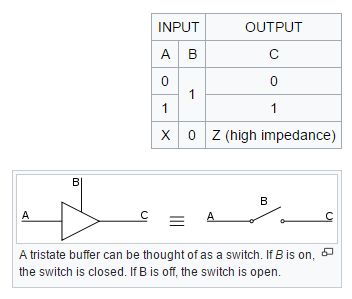 INPUT OUTPUT
A B C
0 1 0
1 1
X 0 Z (high impedance)
B
A C ≡ A B C
A tristate buffer can be thought of as a switch. If B is on,
the switch is closed. If B is off, the switch is open.